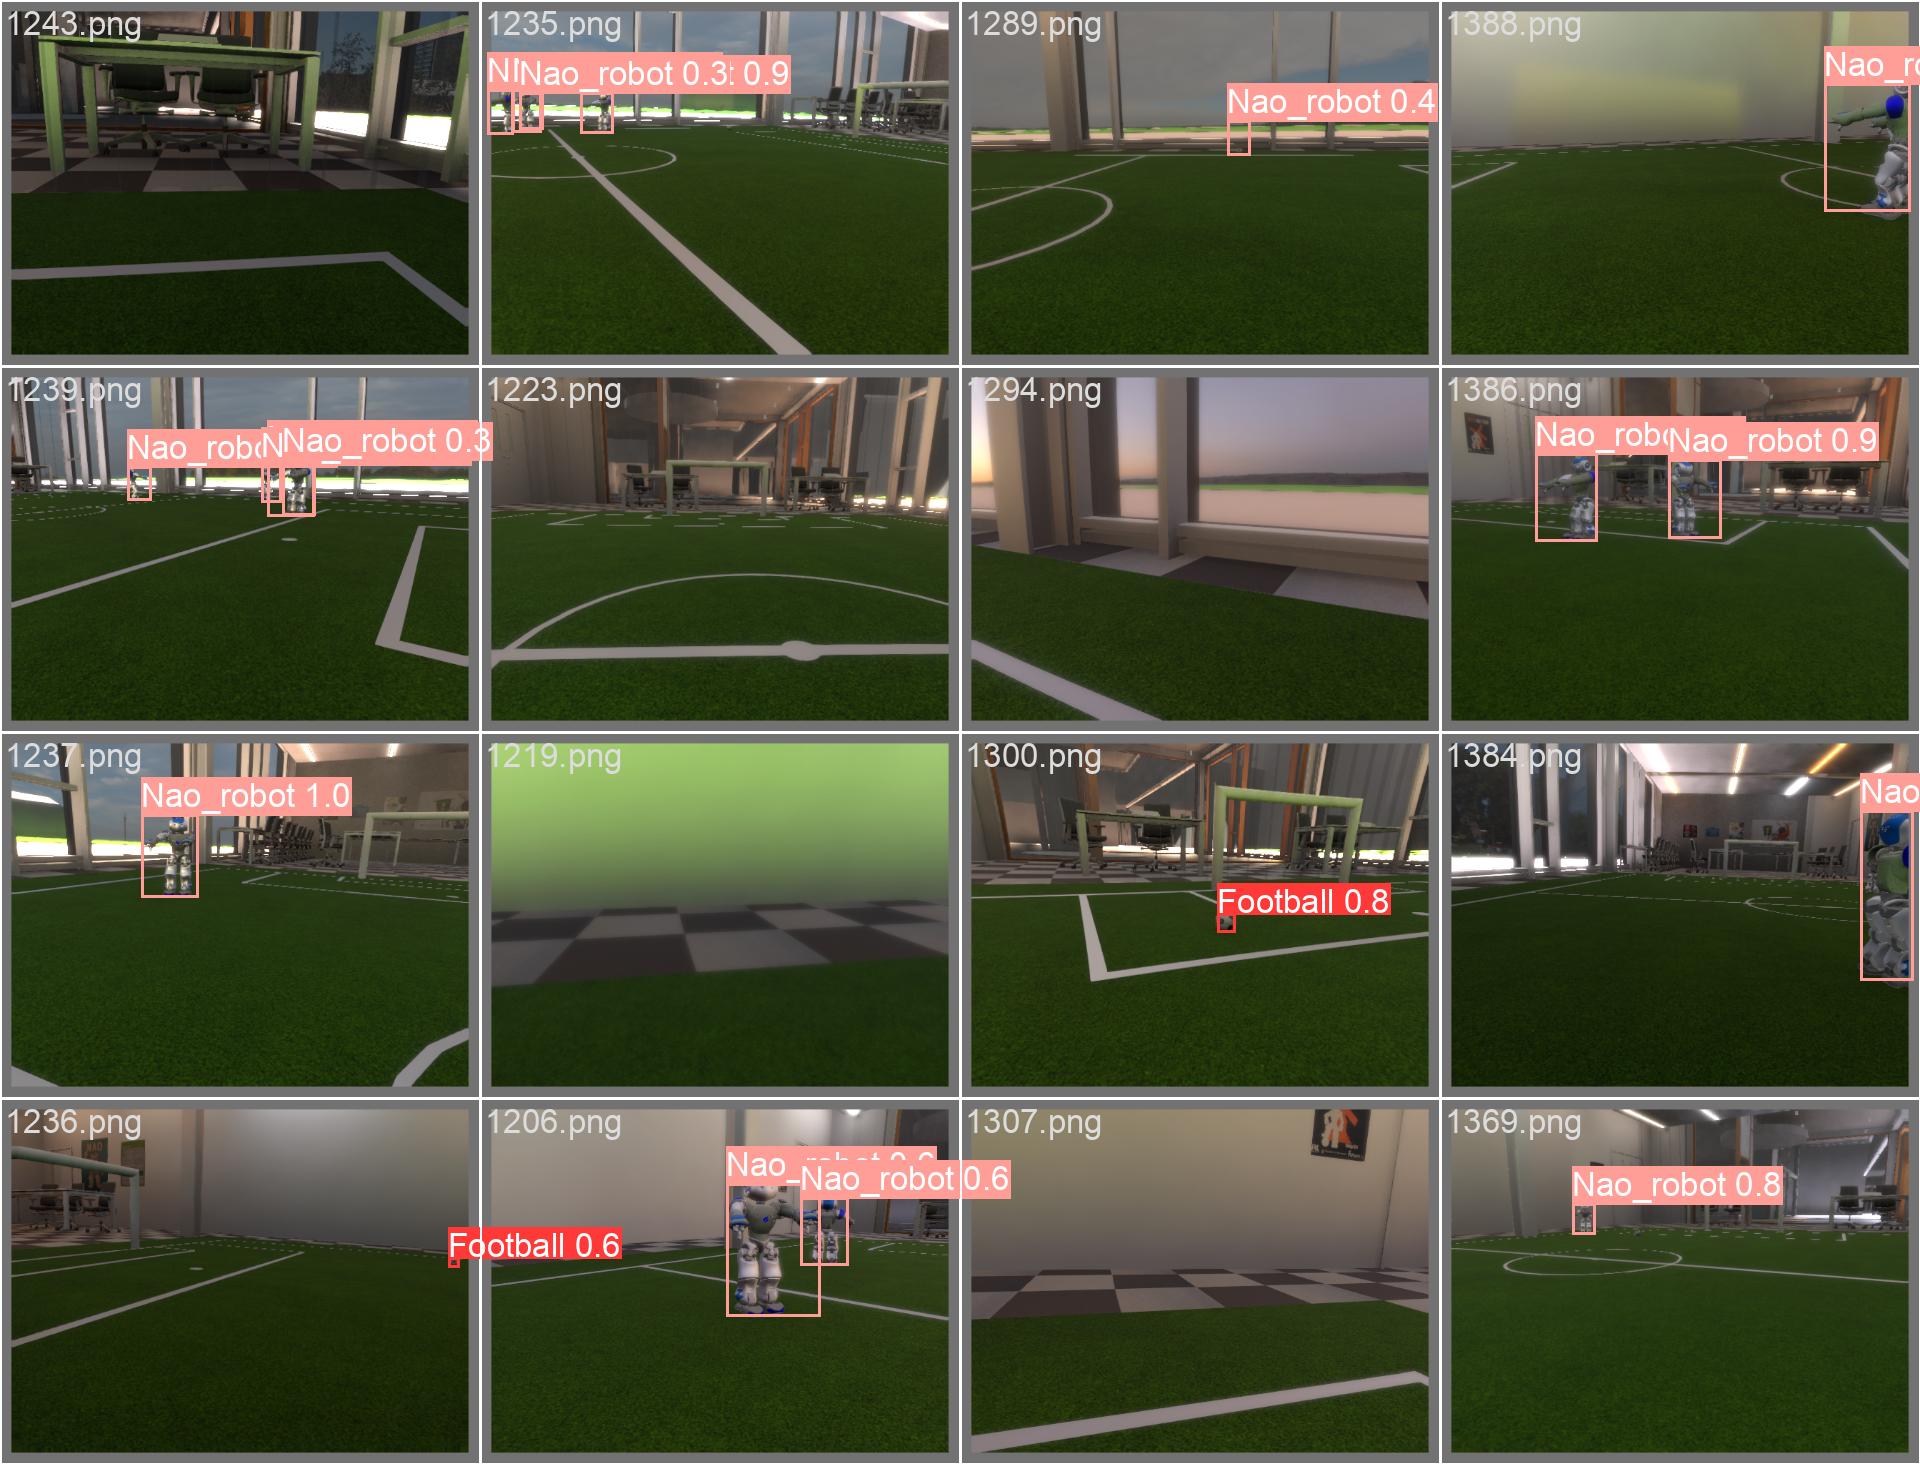 1243.png
1235.png
1289.png
1388.png
Nao_robot 0.3
0.9
Nao_robot 0.4
1239.png
1223.png
1294.png
1386.png
Nao_robot 0.3
Nao_robot 0.9
1237.png
1219.png
1300.png
1384.png
Nao_robot 1.0
Nao
Football 0.8
1236.png
1206.png
1307.png
1369.png
Nao_robot 0.6
Nao_robot 0.8
Football 0.6